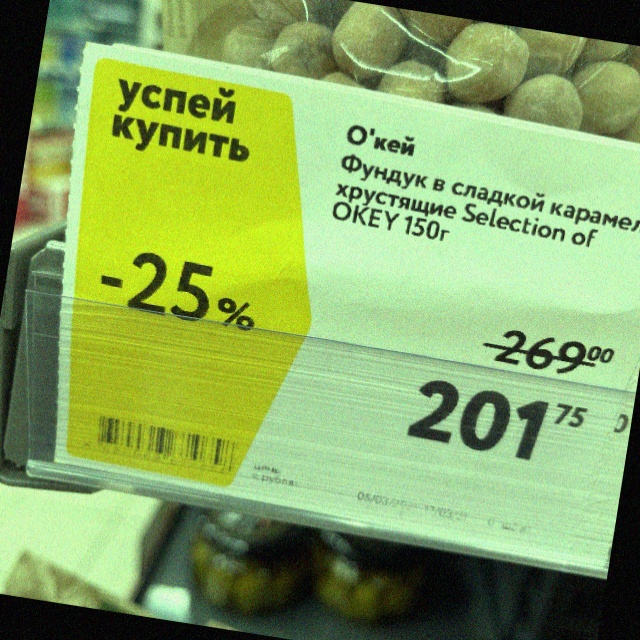 успей
купить
-25%
О'кей
Фундук в сладкой карамел
хрустящие Selection of
OKEY 150г
269 00
201 75